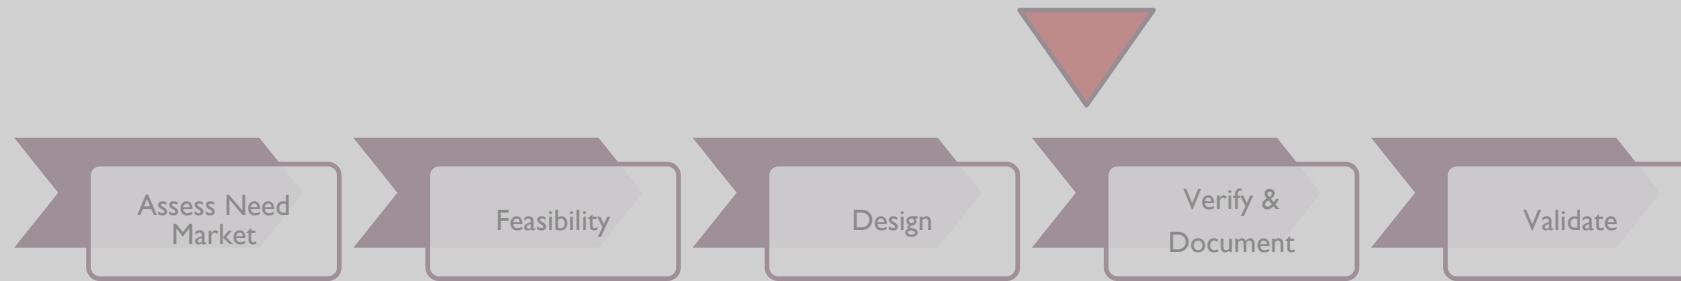 Assess Need
Market
Feasibility
Design
Verify &
Document
Validate